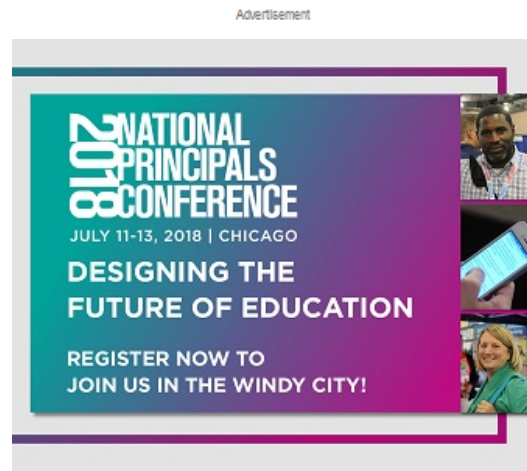 Advertisement
2018
NATIONAL
PRINCIPALS
CONFERENCE
JULY 11-13, 2018 | CHICAGO
DESIGNING THE
FUTURE OF EDUCATION
REGISTER NOW TO
JOIN US IN THE WINDY CITY!